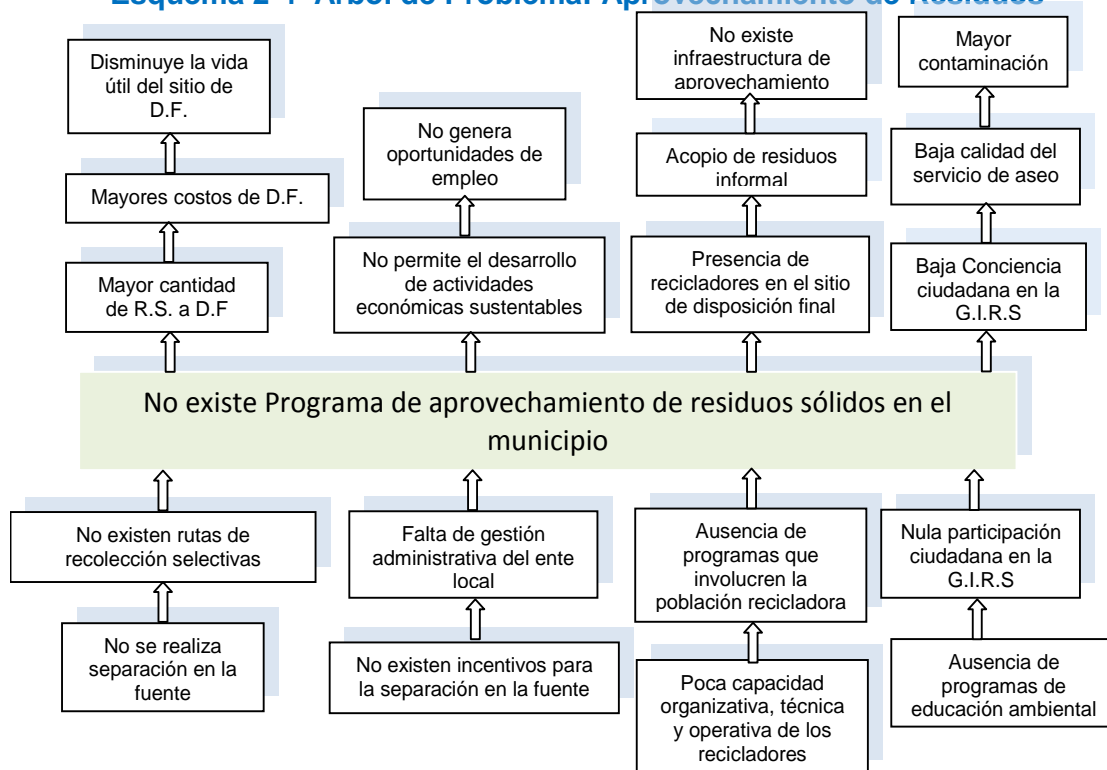 Esquema 2-4- Árbol de Problema: Aprovechamiento de Residuos
Disminuye la vida
útil del sitio de
D.F.
Mayores costos de D.F.
Mayor cantidad
de R.S. a D.F
No genera
oportunidades de
empleo
No permite el desarrollo
de actividades
económicas sustentables
No existe
infraestructura de
aprovechamiento
Acopio de residuos
informal
Presencia de
recicladores en el sitio
de disposición final
Mayor
contaminación
Baja calidad del
servicio de aseo
Baja Conciencia
ciudadana en la
G.I.R.S
No existe Programa de aprovechamiento de residuos sólidos en el
municipio
No existen rutas de
recolección selectivas
No se realiza
separación en la
fuente
Falta de gestión
administrativa del ente
local
No existen incentivos para
la separación en la fuente
Ausencia de
programas que
involucren la
población recicladora
Poca capacidad
organizativa, técnica
y operativa de los
recicladores
Nula participación
ciudadana en la
G.I.R.S
Ausencia de
programas de
educación ambiental